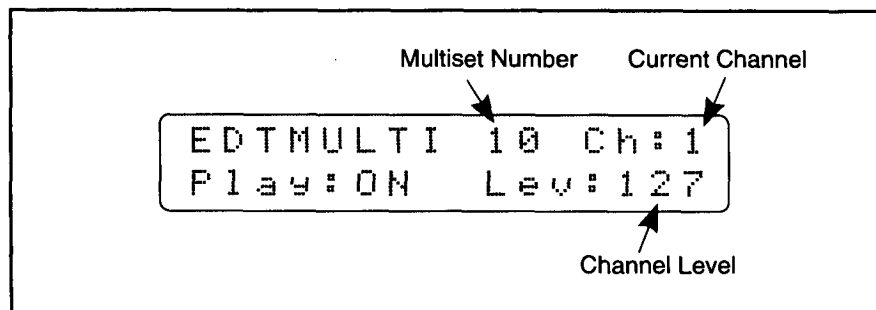 Multiset Number Current Channel
EDTMULTI 10 Ch:1
Play:ON Lev:127
Channel Level